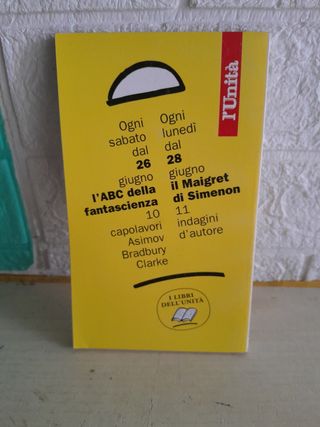 l'Unità
Ogni
sabato
dal
26
giugno
l'ABC della
fantascienza
10
capolavori
Asimov
Bradbury
Clarke
Ogni
lunedì
dal
28
giugno
il Maigret
di Simenon
11
indagini
d'autore
I LIBRI
DELL'UNITÀ